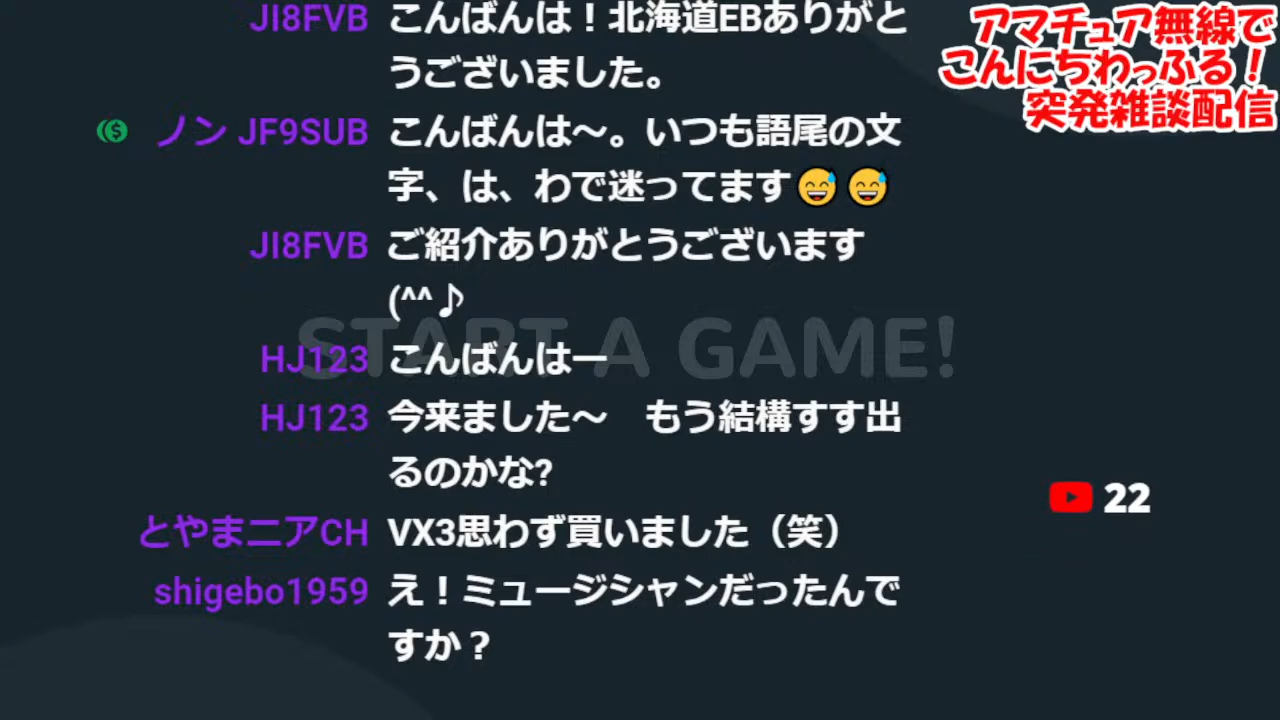 アマチュア無線で
こんにちわっふる！
突発雑談配信
JI8FVB こんばんは！北海道EBありがと
うございました。
ノン JF9SUB こんばんは〜。いつも語尾の文
字、は、わで迷ってます😅😅
JI8FVB ご紹介ありがとうございます
(^^♪
START A GAME!
HJ123 こんばんはー
HJ123 今来ました〜　もう結構すす出
るのかな?
とやまニアCH VX3思わず買いました（笑）
shigebo1959 え！ミュージシャンだったんで
すか？
22